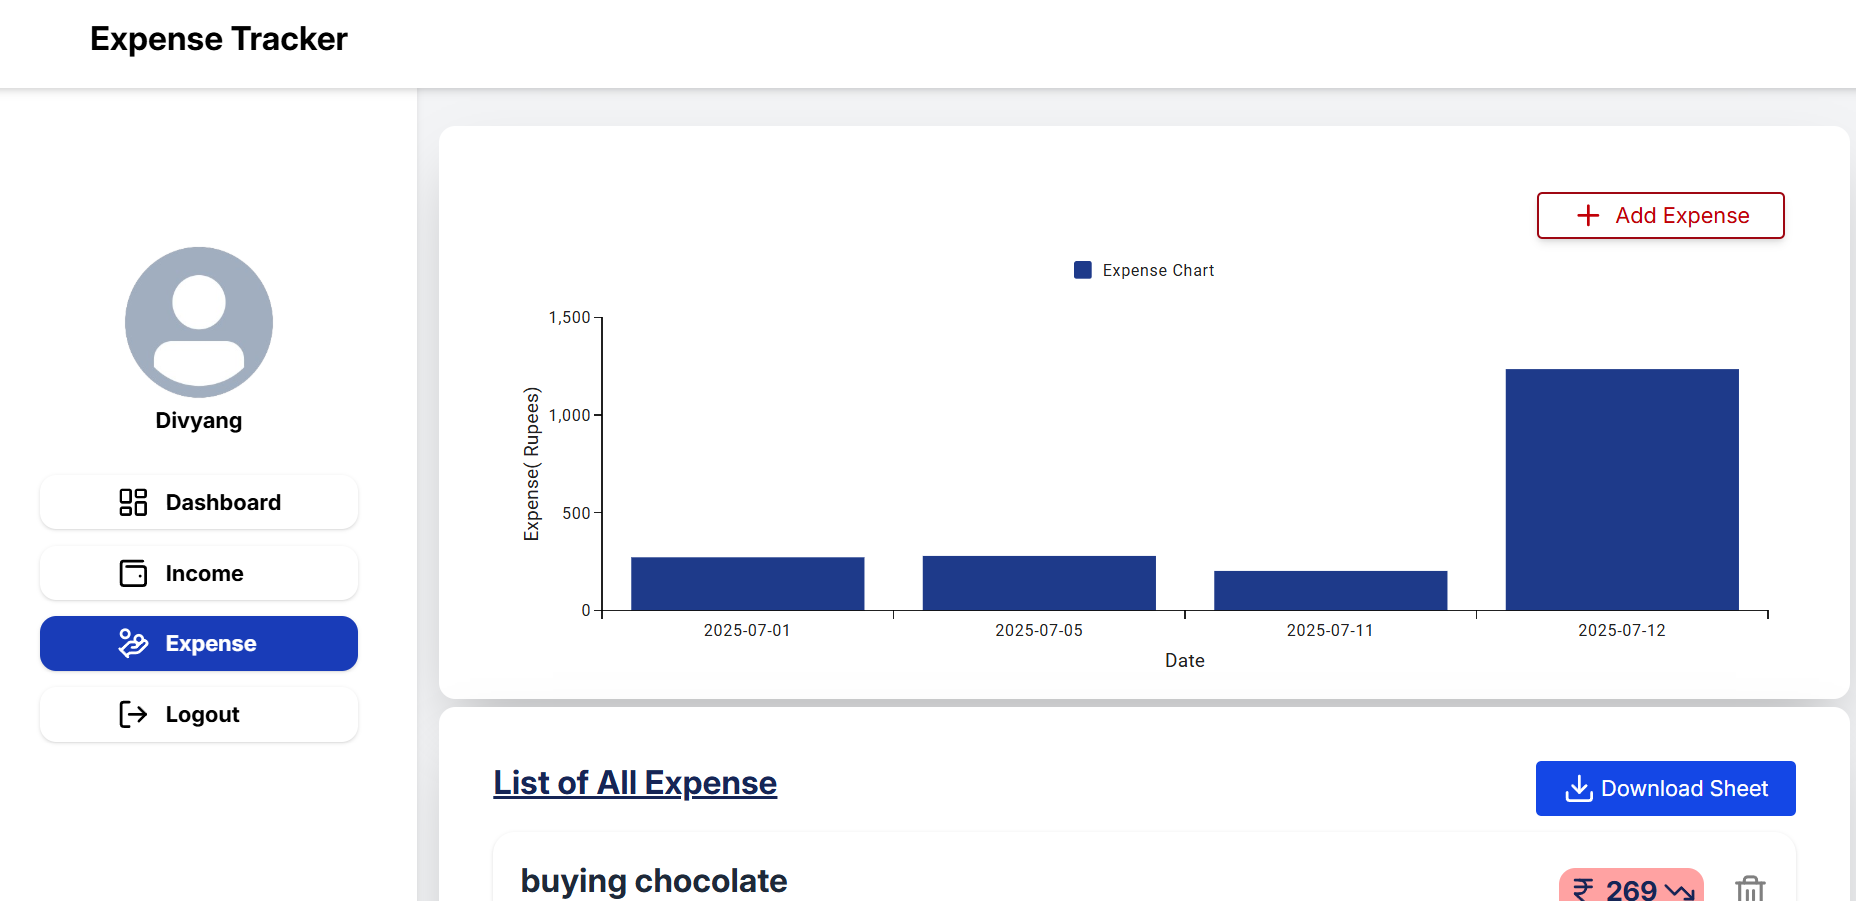 Expense Tracker
Divyang
Dashboard
Income
Expense
Logout
Add Expense
Expense Chart
1,500
1,000
500
0
Expense( Rupees)
2025-07-01
2025-07-05
2025-07-11
2025-07-12
Date
List of All Expense
Download Sheet
buying chocolate
₹ 269